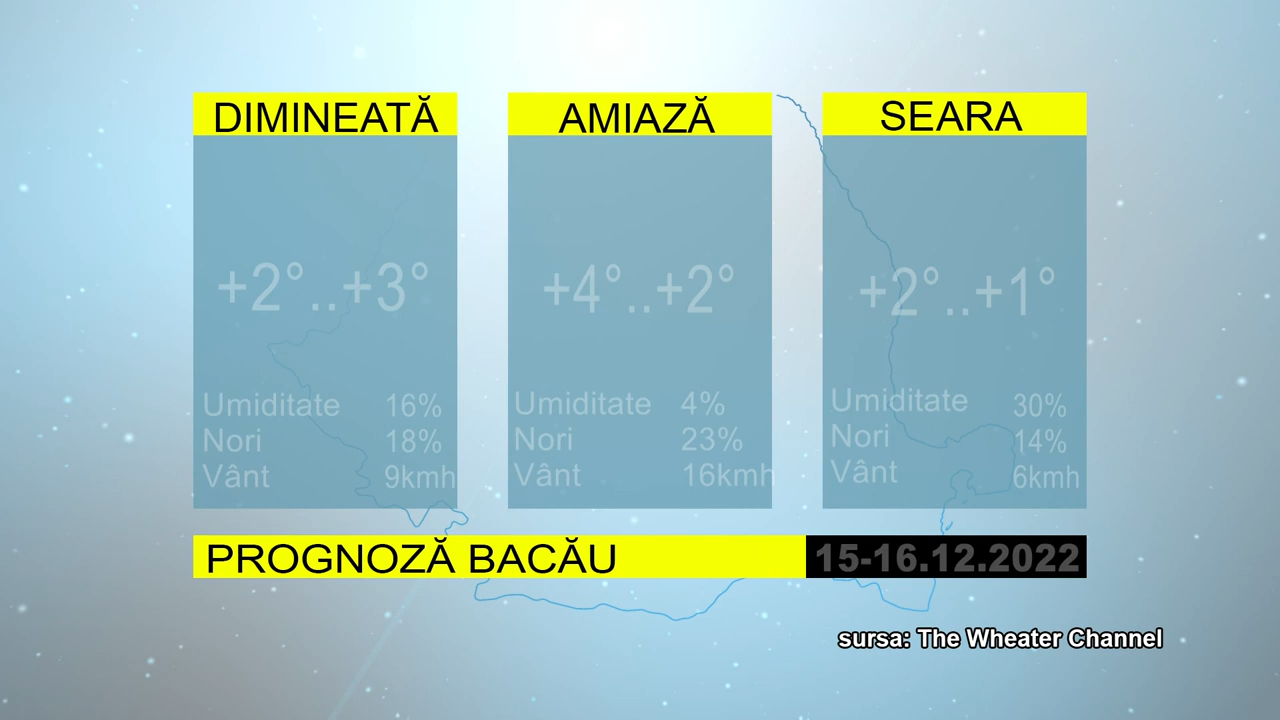 DIMINEATĂ
AMIAZĂ
SEARA
+2°..+3°
+4°..+2°
+2°..+1°
Umiditate 16%
Nori 18%
Vânt 9kmh
Umiditate 4%
Nori 23%
Vânt 16kmh
Umiditate 30%
Nori 14%
Vânt 6kmh
PROGNOZĂ BACĂU
15-16.12.2022
sursa: The Wheater Channel